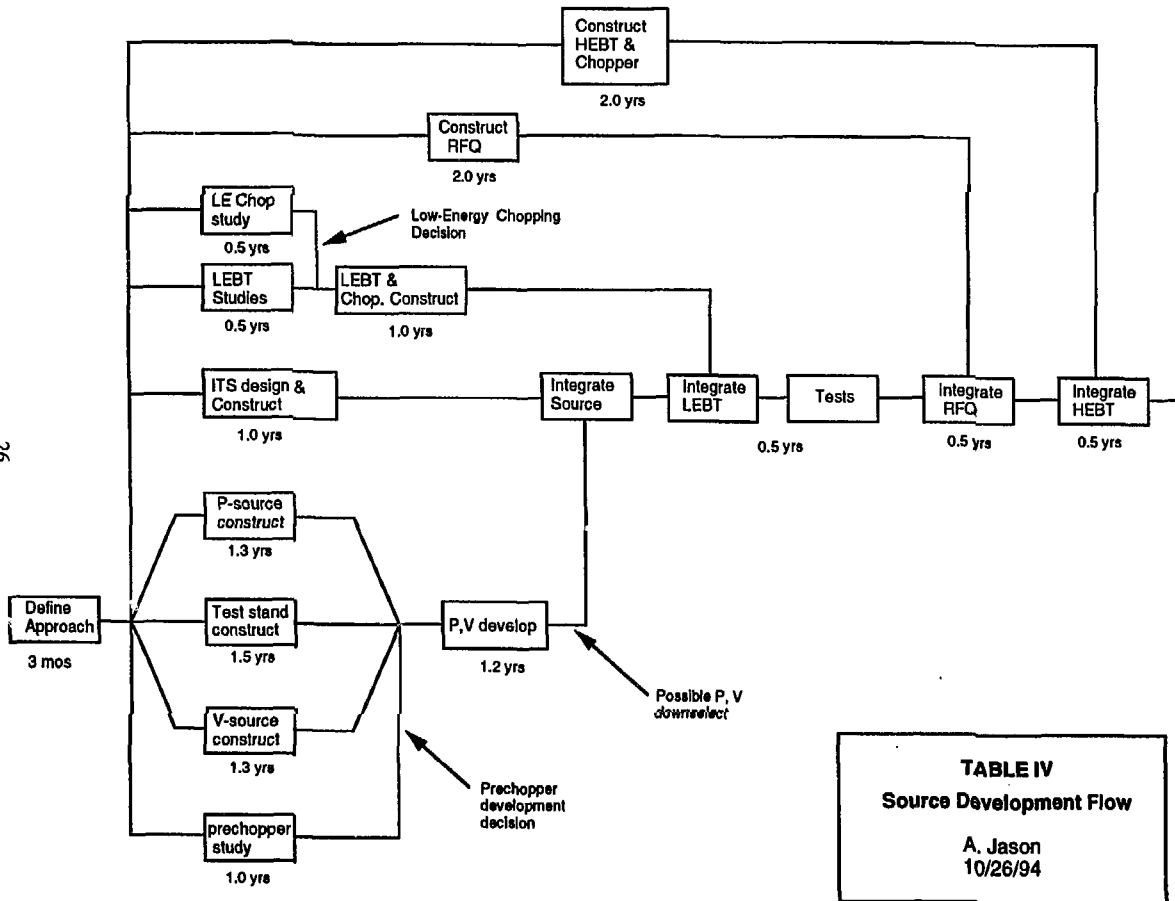 Construct
HEBT &
Chopper
2.0 yrs
Construct
RFQ
2.0 yrs
LE Chop
study
0.5 yrs
Low-Energy Chopping
Decision
LEBT
Studies
0.5 yrs
LEBT &
Chop. Construct
1.0 yrs
ITS design &
Construct
1.0 yrs
Integrate
Source
Integrate
LEBT
Tests
0.5 yrs
Integrate
RFQ
0.5 yrs
Integrate
HEBT
0.5 yrs
26
P-source
construct
1.3 yrs
Define
Approach
3 mos
Test stand
construct
1.5 yrs
P,V develop
1.2 yrs
V-source
construct
1.3 yrs
Possible P, V
downselect
Prechopper
development
decision
prechopper
study
1.0 yrs
TABLE IV
Source Development Flow
A. Jason
10/26/94